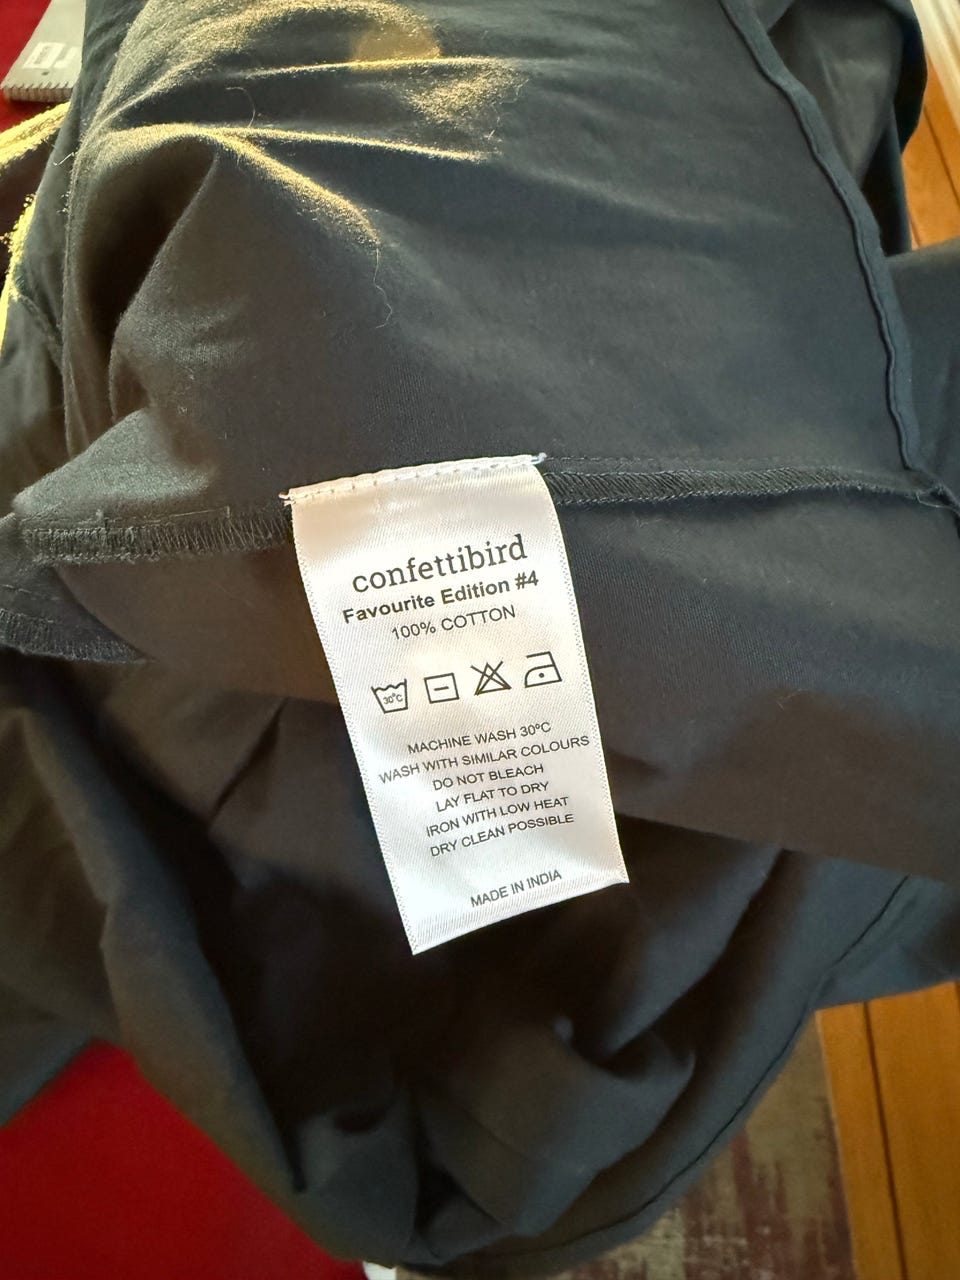 confettibird
Favourite Edition #4
100% COTTON
30°C
MACHINE WASH 30°C
WASH WITH SIMILAR COLOURS
DO NOT BLEACH
LAY FLAT TO DRY
IRON WITH LOW HEAT
DRY CLEAN POSSIBLE
MADE IN INDIA